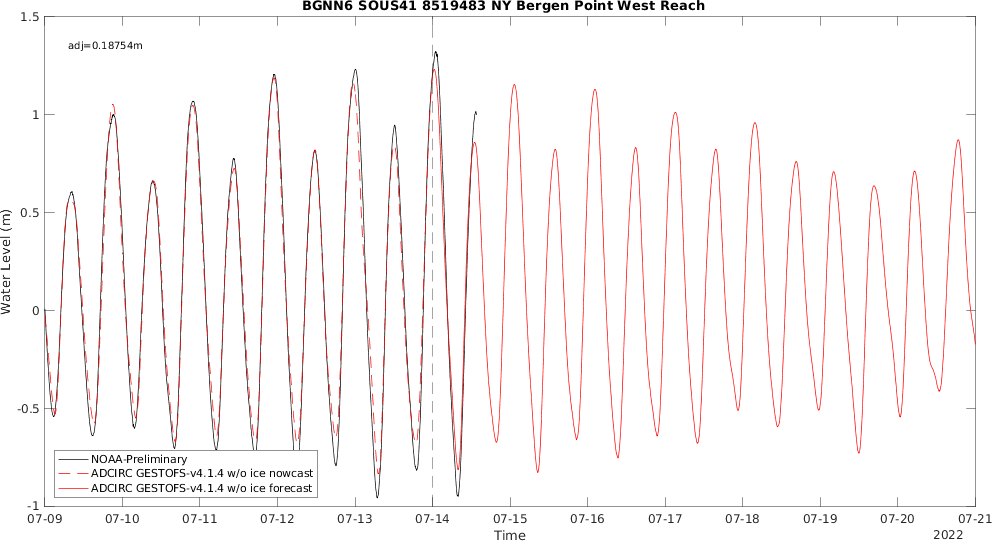 BGNN6 SOUS41 8519483 NY Bergen Point West Reach
1.5
adj=0.18754m
1
0.5
Water Level (m)
0
-0.5
NOAA-Preliminary
ADCIRC GESTOFS-v4.1.4 w/o ice nowcast
ADCIRC GESTOFS-v4.1.4 w/o ice forecast
-1
07-09 07-10 07-11 07-12 07-13 07-14 07-15 07-16 07-17 07-18 07-19 07-20 07-21
Time
2022